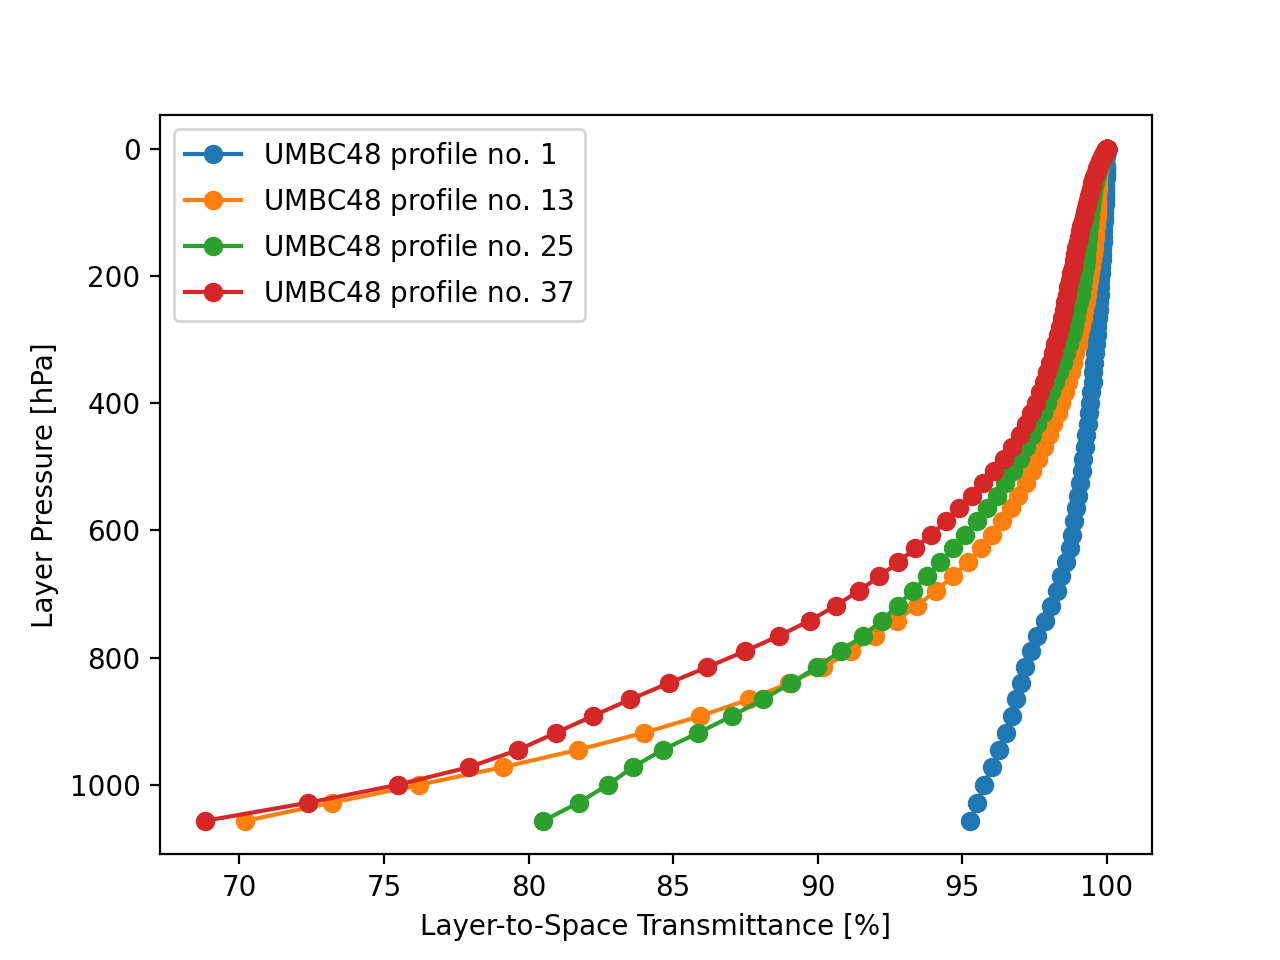 UMBC48 profile no. 1
UMBC48 profile no. 13
UMBC48 profile no. 25
UMBC48 profile no. 37
0
200
400
600
800
1000
Layer Pressure [hPa]
70 75 80 85 90 95 100
Layer-to-Space Transmittance [%]